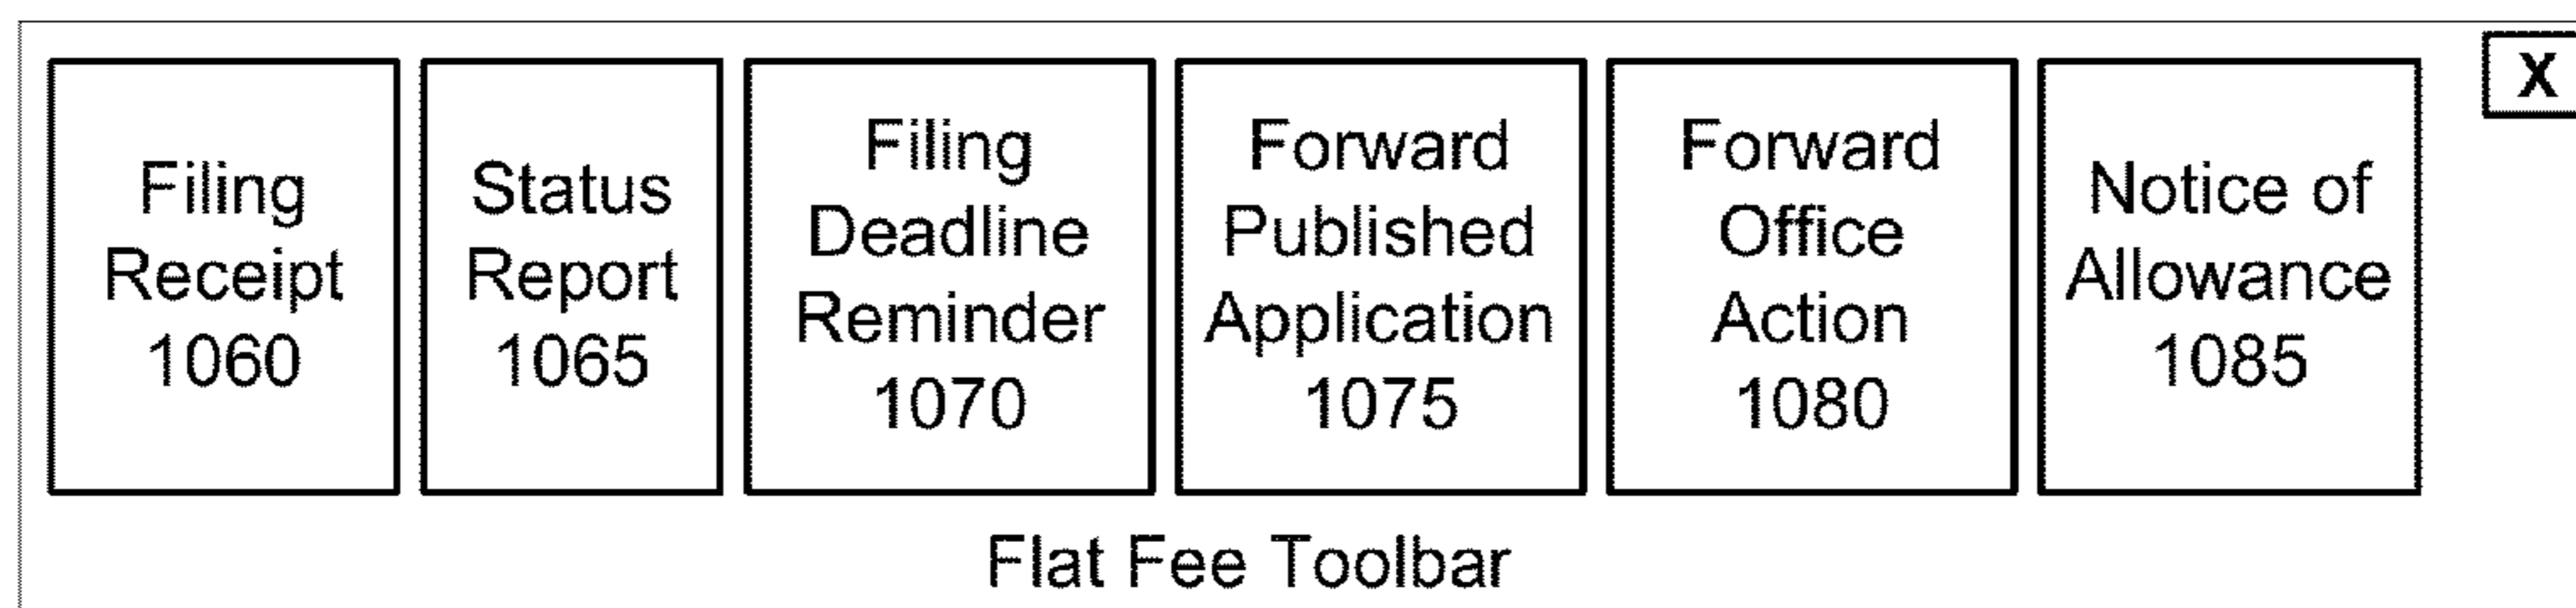 X
Filing
Receipt
1060
Status
Report
1065
Filing
Deadline
Reminder
1070
Forward
Published
Application
1075
Forward
Office
Action
1080
Notice of
Allowance
1085
Flat Fee Toolbar